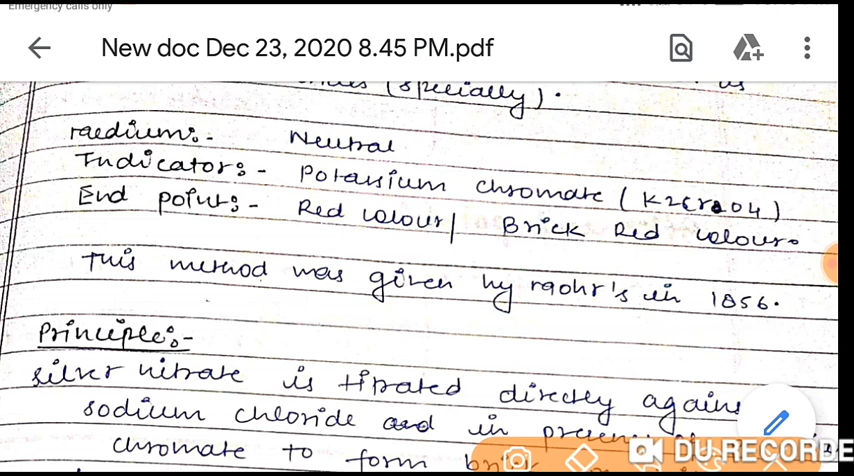 Emergency calls only
New doc Dec 23, 2020 8.45 PM.pdf
(specially).
Medium:- Neutral
Indicator:- Potassium chromate (K2Cr2O4)
End point:- Red colour/ Brick Red colour.
This method was given by Mohr's in 1856.
Principle:-
silver nitrate is titrated directly agains
sodium chloride and in
chromate to form
DU RECORDE